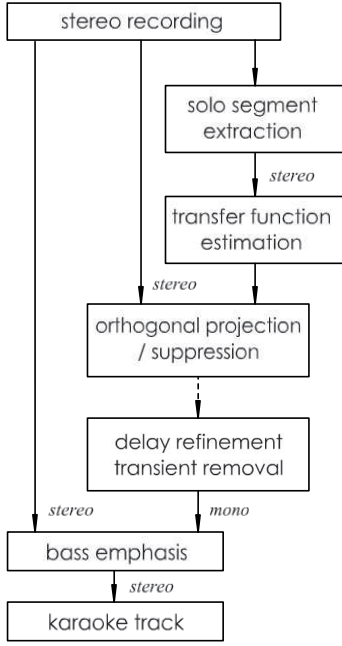 stereo recording
solo segment
extraction
stereo
transfer function
estimation
stereo
orthogonal projection
/ suppression
delay refinement
transient removal
stereo
mono
bass emphasis
stereo
karaoke track